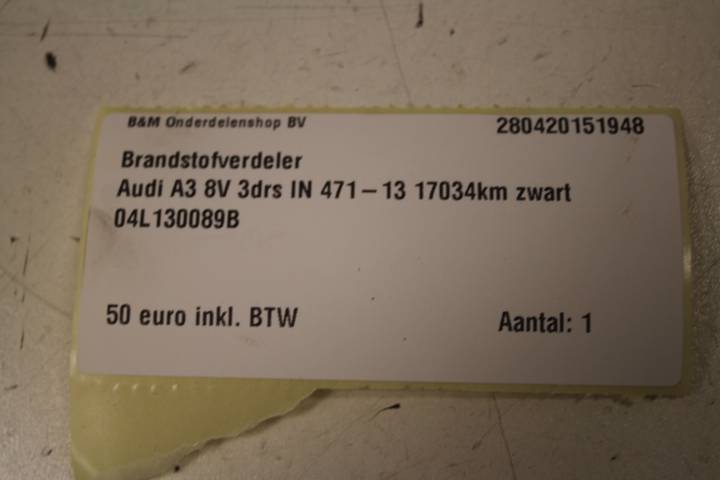 B&M Onderdelenshop BV 280420151948
Brandstofverdeler
Audi A3 8V 3drs IN 471-13 17034km zwart
04L130089B
50 euro inkl. BTW Aantal: 1